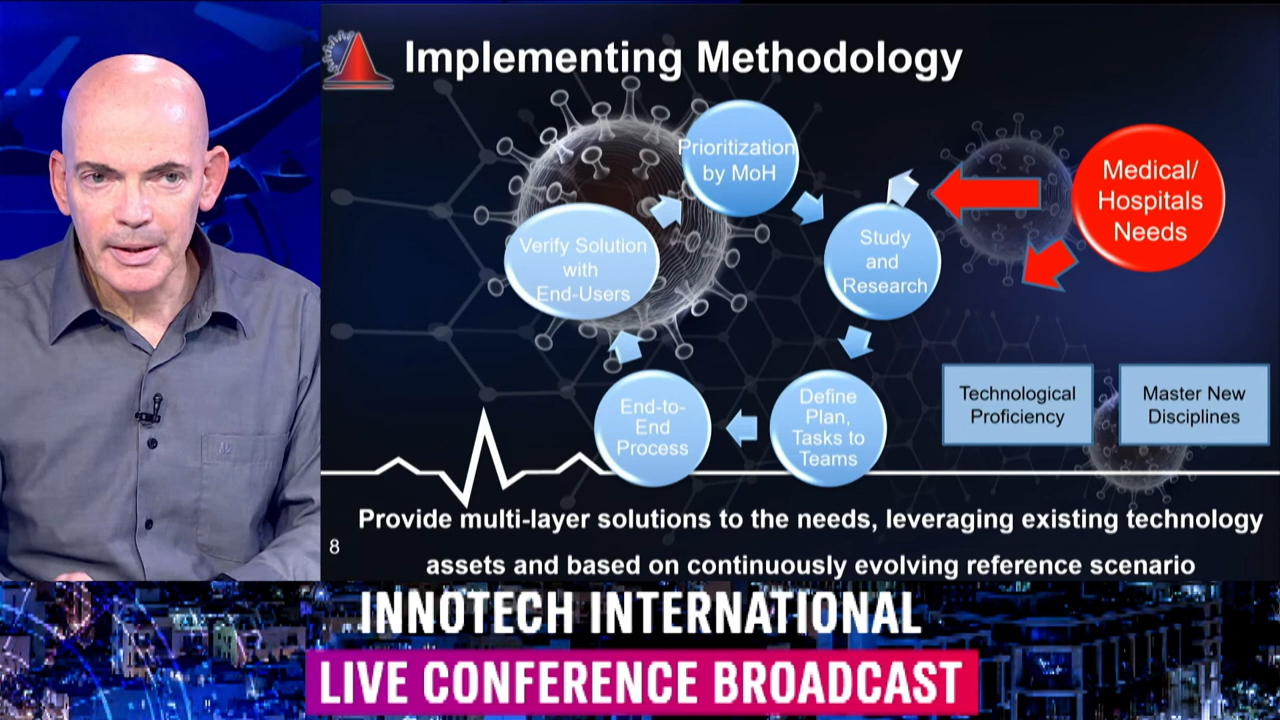 Implementing Methodology
Prioritization
by MoH
Medical/
Hospitals
Needs
Study
and
Research
Verify Solution
with
End-Users
Technological
Proficiency
Master New
Disciplines
End-to-
End
Process
Define
Plan,
Tasks to
Teams
Provide multi-layer solutions to the needs, leveraging existing technology
8
assets and based on continuously evolving reference scenario
INNOTECH INTERNATIONAL
LIVE CONFERENCE BROADCAST